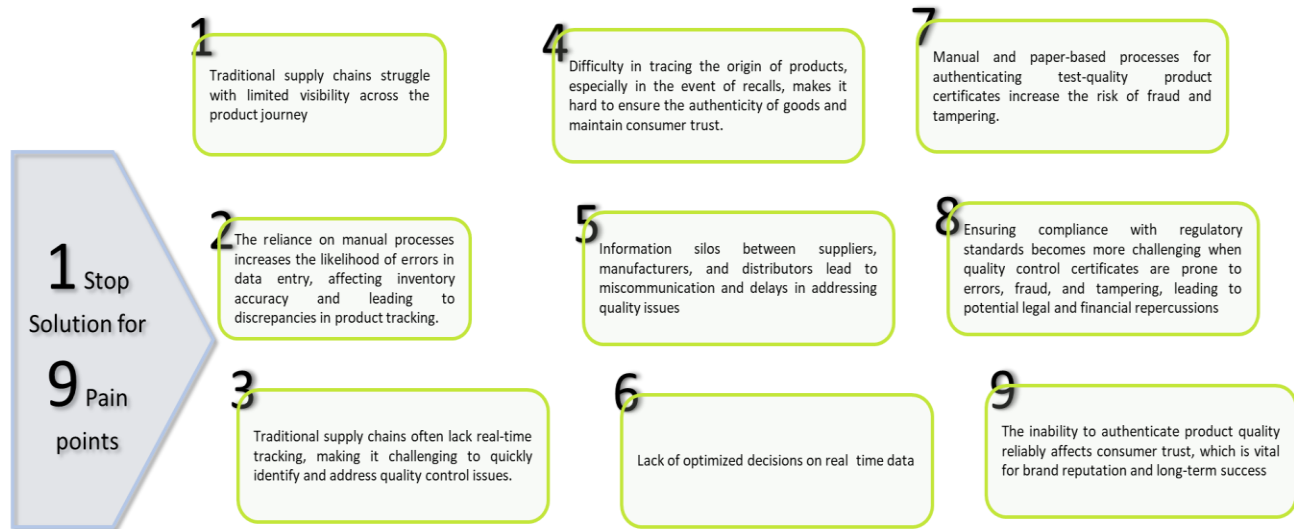 1 Stop
Solution for
9 Pain
points
1
Traditional supply chains struggle
with limited visibility across the
product journey
2
The reliance on manual processes
increases the likelihood of errors in
data entry, affecting inventory
accuracy and leading to
discrepancies in product tracking.
3
Traditional supply chains often lack real-time
tracking, making it challenging to quickly
identify and address quality control issues.
4
Difficulty in tracing the origin of products,
especially in the event of recalls, makes it
hard to ensure the authenticity of goods and
maintain consumer trust.
5
Information silos between suppliers,
manufacturers, and distributors lead to
miscommunication and delays in addressing
quality issues
6
Lack of optimized decisions on real time data
7
Manual and paper-based processes for
authenticating test-quality product
certificates increase the risk of fraud and
tampering.
8
Ensuring compliance with regulatory
standards becomes more challenging when
quality control certificates are prone to
errors, fraud, and tampering, leading to
potential legal and financial repercussions
9
The inability to authenticate product quality
reliably affects consumer trust, which is vital
for brand reputation and long-term success